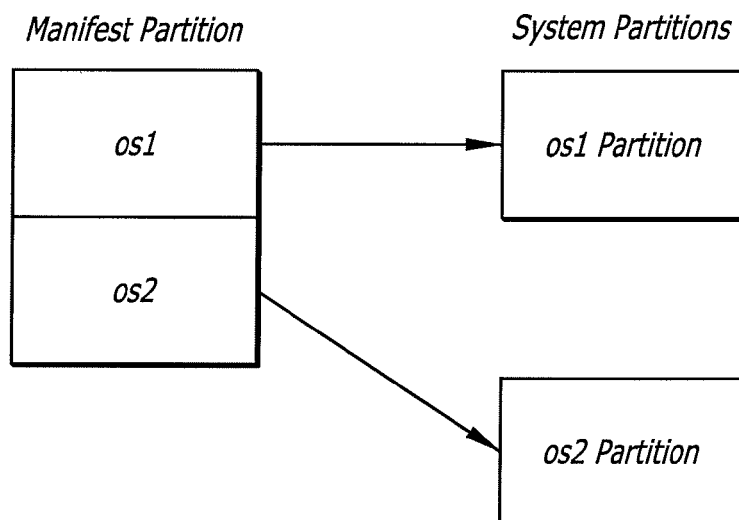 Manifest Partition
System Partitions
os1
os1 Partition
os2
os2 Partition